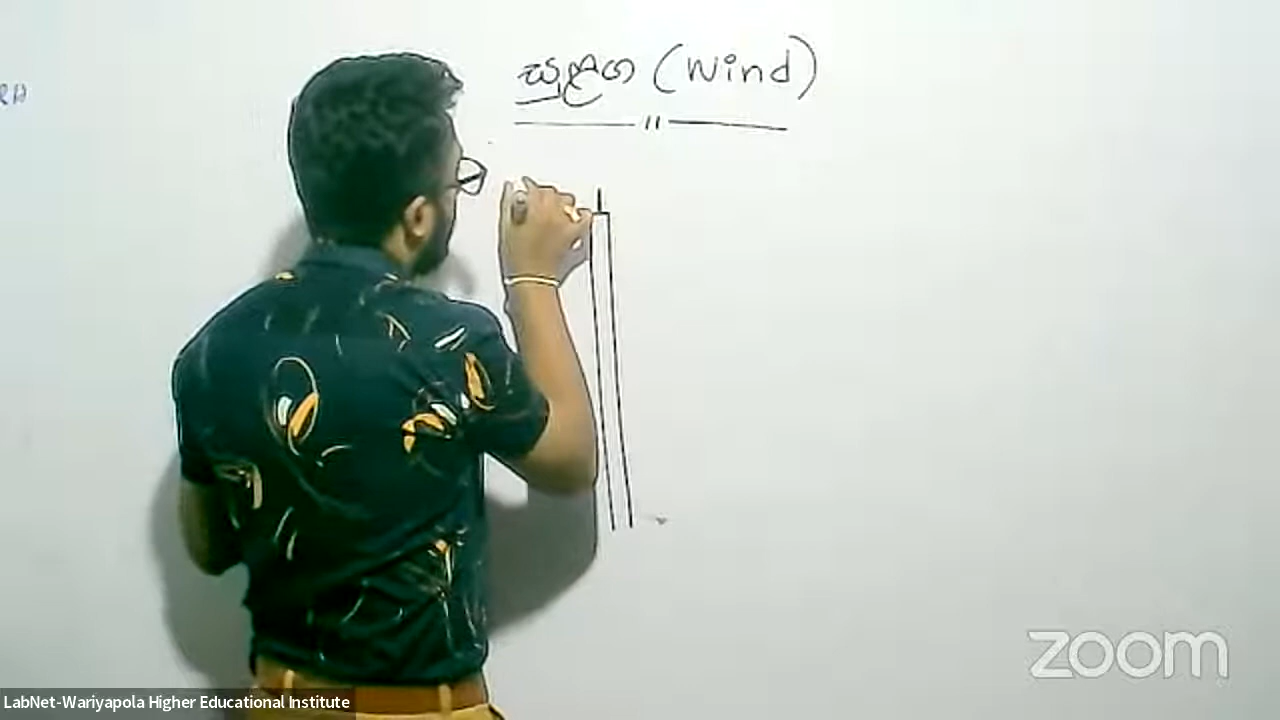 සුළඟ (Wind)
zoom
LabNet-Wariyapola Higher Educational Institute